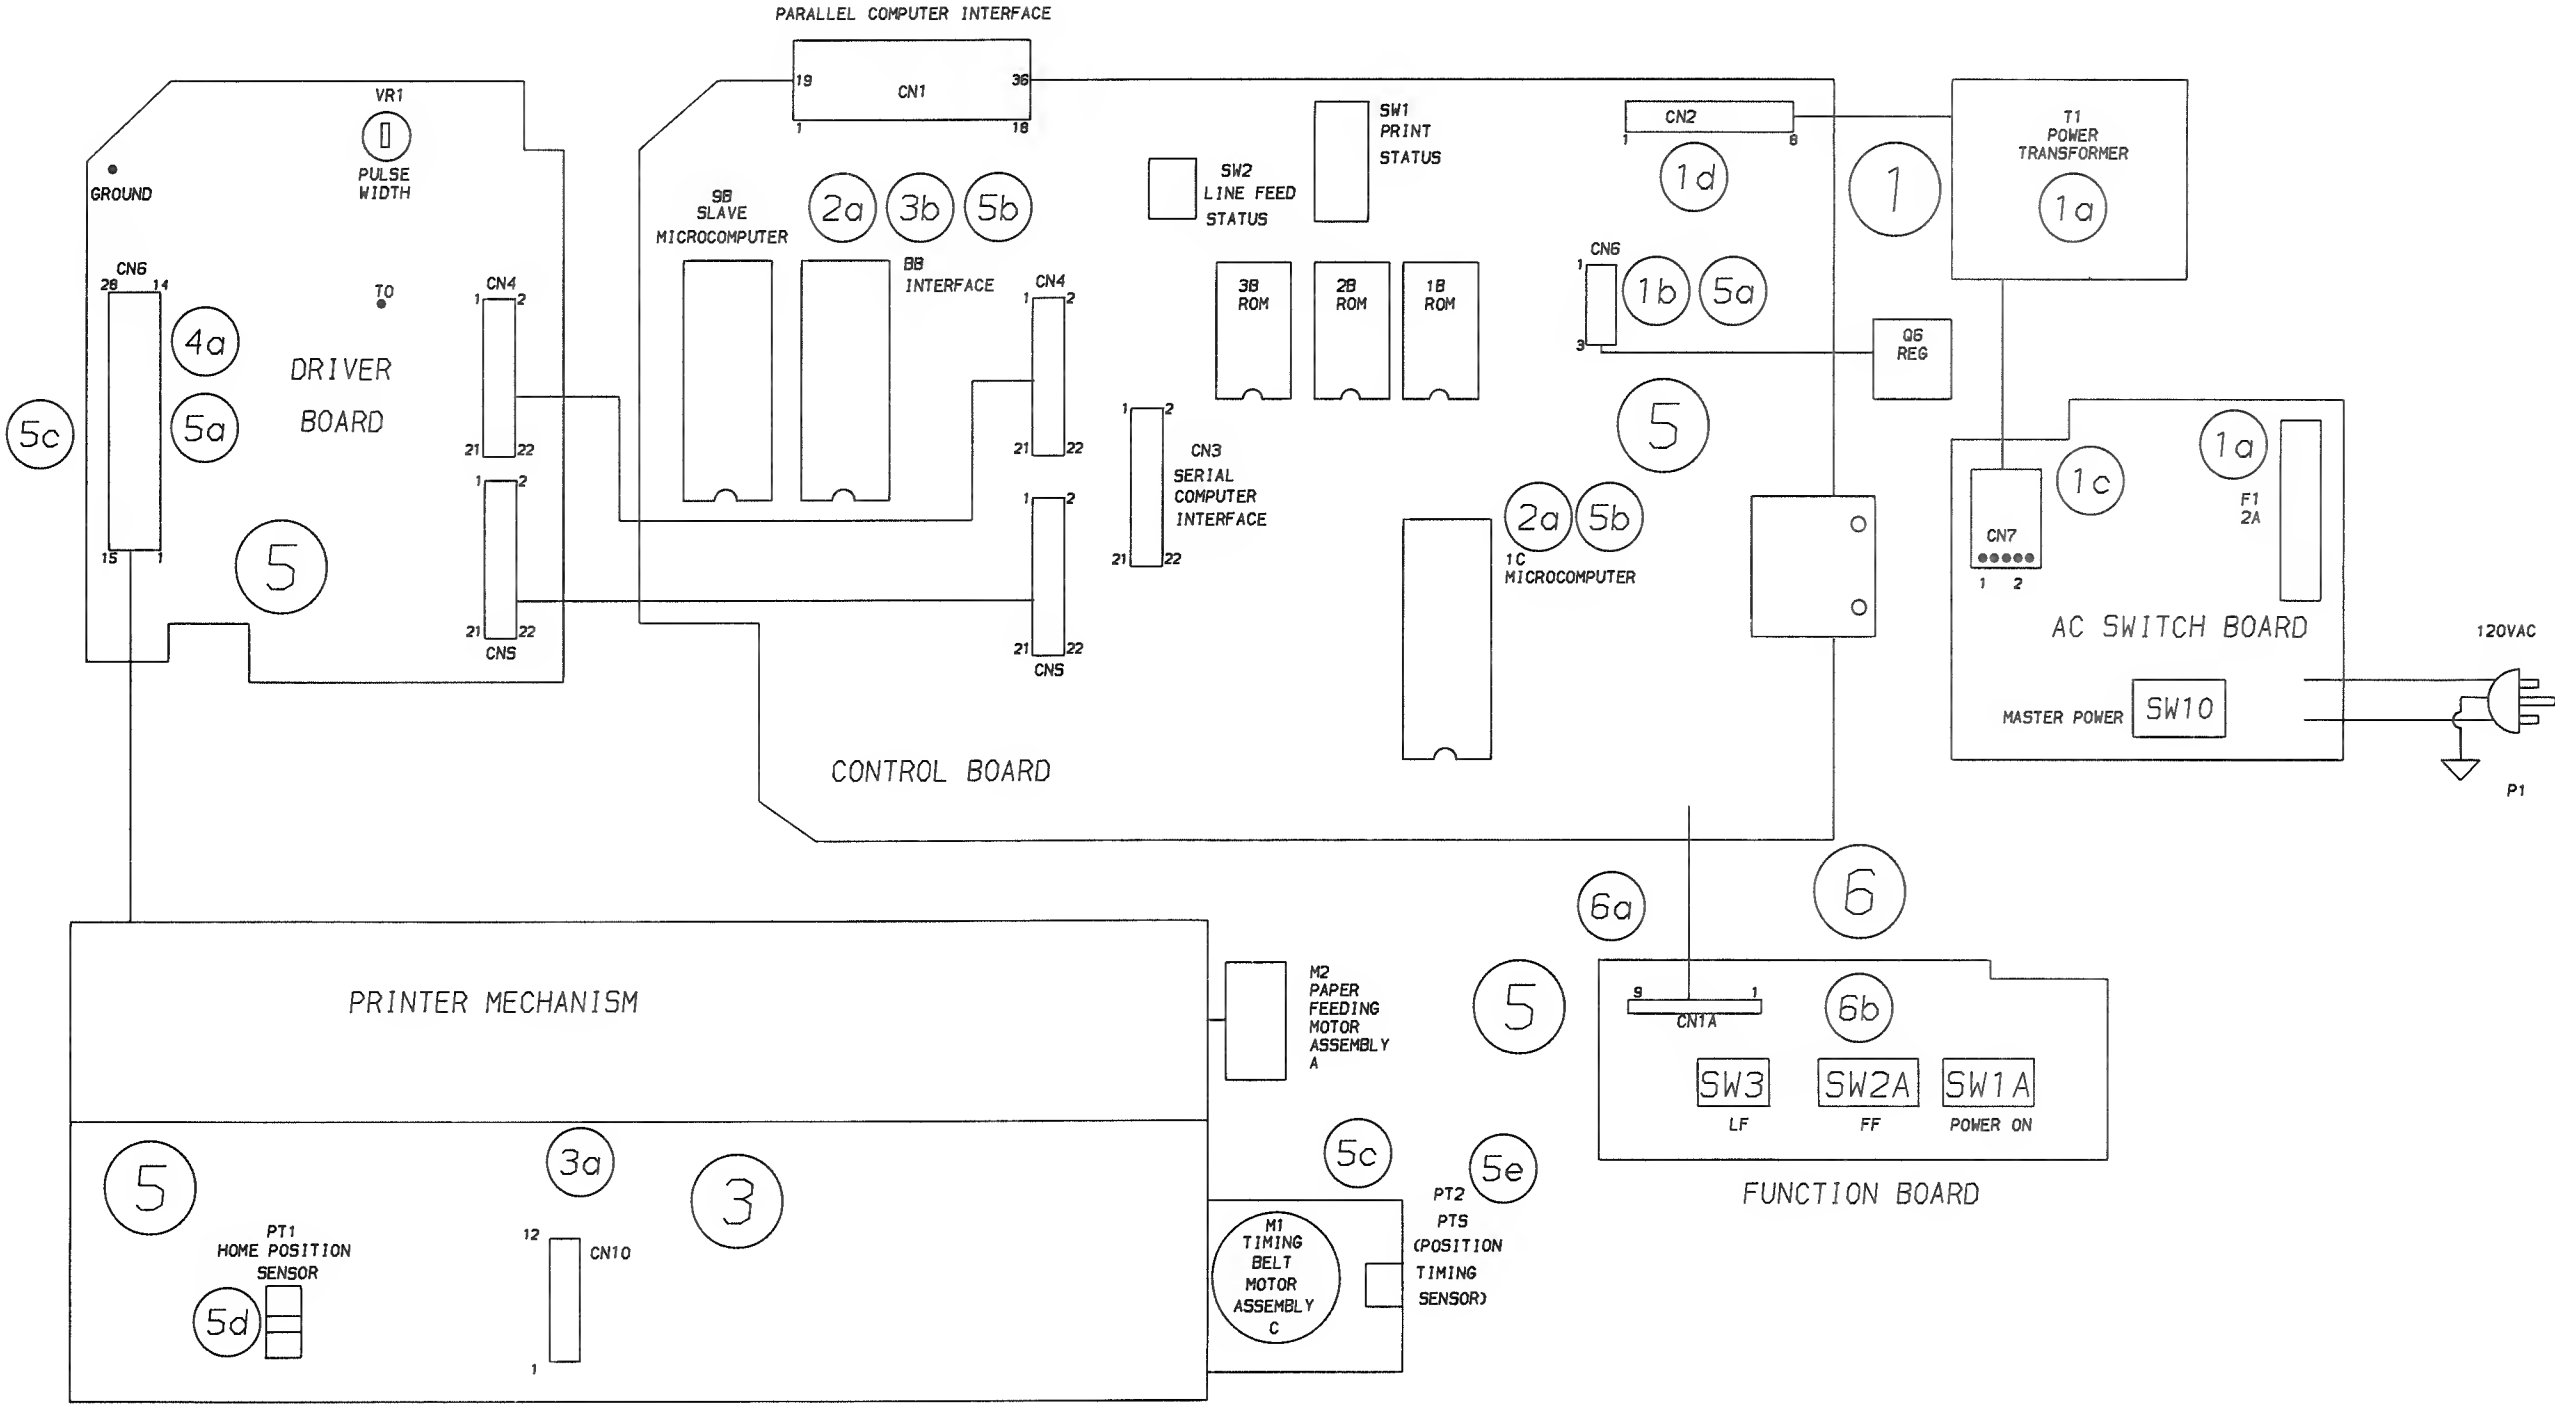 PARALLEL COMPUTER INTERFACE
19 36
CN1
1 18
VR1
PULSE
WIDTH
GROUND
CN6
28 14
4a
5a
5c
15 1
TO
DRIVER
BOARD
5
CN4
1 2
21 22
1 2
21 22
CN5
9B
SLAVE
MICROCOMPUTER
2a 3b 5b
8B
INTERFACE
CN4
1 2
21 22
1 2
21 22
CN5
SW2
LINE FEED
STATUS
SW1
PRINT
STATUS
3B
ROM
2B
ROM
1B
ROM
1 2
CN3
SERIAL
COMPUTER
INTERFACE
21 22
CN2
1 8
1d
1
CN6
1
3
1b 5a
5
2a 5b
1C
MICROCOMPUTER
CONTROL BOARD
T1
POWER
TRANSFORMER
1a
Q6
REG
1a
1c
F1
2A
CN7
1 2
AC SWITCH BOARD
MASTER POWER
SW10
120VAC
P1
6a
6
9 1
CN1A
6b
SW3 SW2A SW1A
LF FF POWER ON
FUNCTION BOARD
5
PRINTER MECHANISM
M2
PAPER
FEEDING
MOTOR
ASSEMBLY
A
5
3a
3
PT1
HOME POSITION
SENSOR
5d
12
CN10
1
5c
5e
M1
TIMING
BELT
MOTOR
ASSEMBLY
C
PT2
PTS
(POSITION
TIMING
SENSOR)